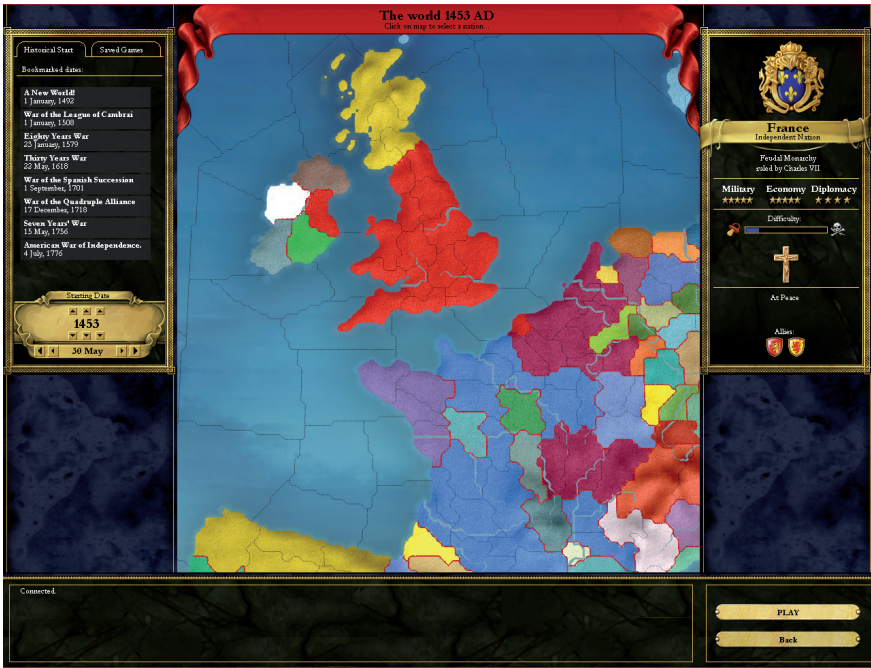 The world 1453 AD
Click on map to select a nation...
Historical Start
Saved Games
Bookmarked dates:
A New World!
1 January, 1492
War of the League of Cambrai
1 January, 1508
Eighty Years War
23 January, 1579
Thirty Years War
22 May, 1618
War of the Spanish Succession
1 September, 1701
War of the Quadruple Alliance
17 December, 1718
Seven Years' War
15 May, 1756
American War of Independence.
4 July, 1776
Starting Date
1453
30 May
France
Independent Nation
Feudal Monarchy
ruled by Charles VII
Military Economy Diplomacy
Difficulty:
At Peace
Allies:
Connected.
PLAY
Back